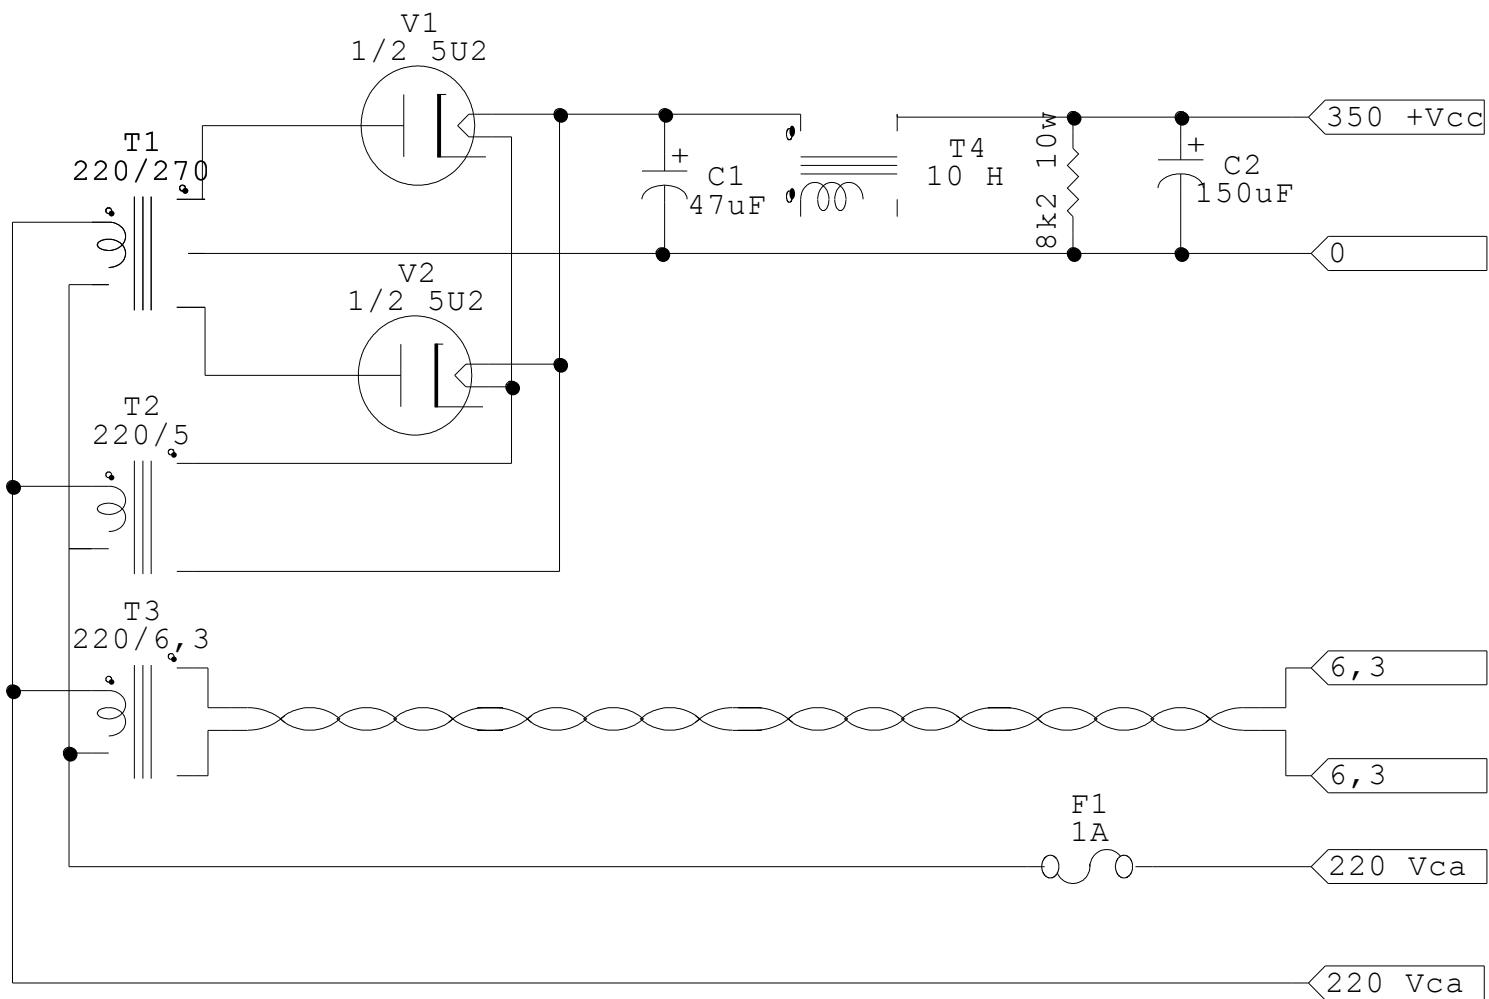 V1
1/2 5U2
350 +Vcc
T1
220/270
+
C1
47uF
T4
10 H
8k2 10w
+
C2
150uF
0
V2
1/2 5U2
T2
220/5
T3
220/6,3
6,3
6,3
F1
1A
220 Vca
220 Vca